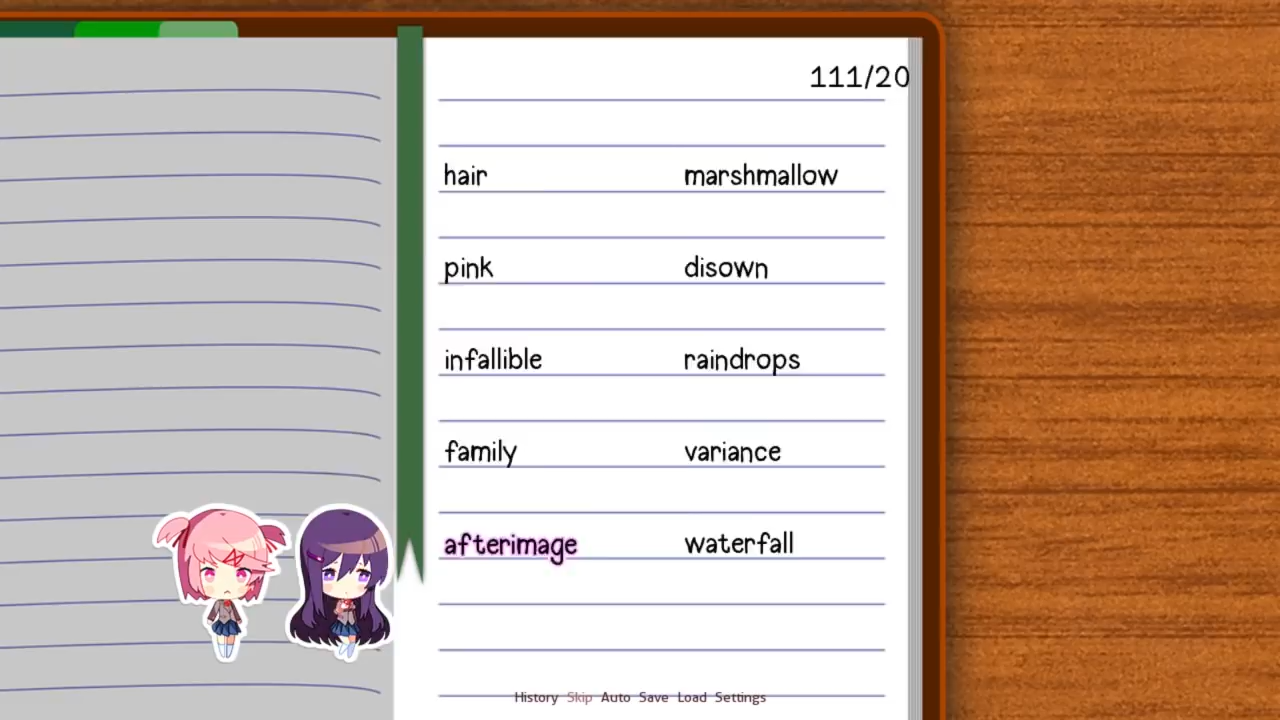 111/20
hair marshmallow
pink disown
infallible raindrops
family variance
afterimage waterfall
History Skip Auto Save Load Settings